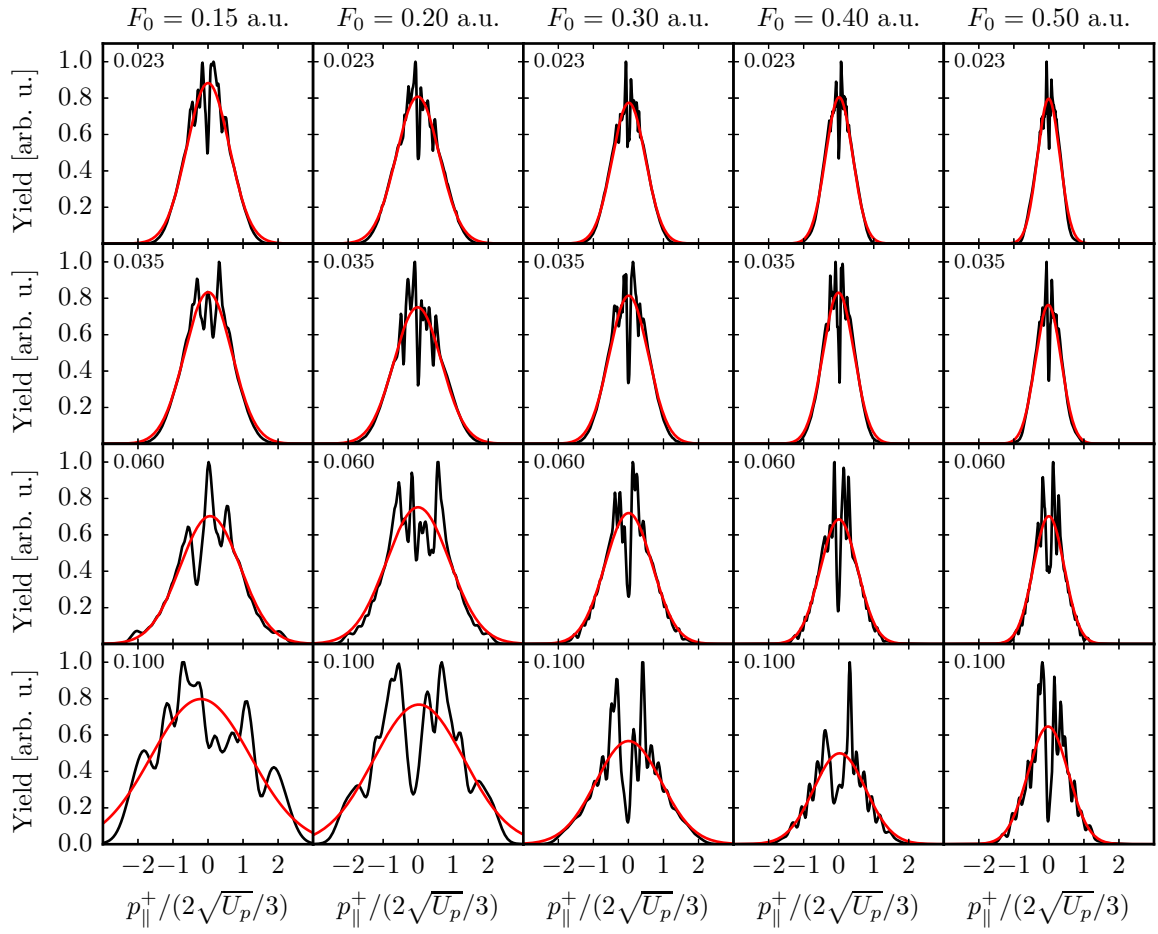 F₀ = 0.15 a.u. F₀ = 0.20 a.u. F₀ = 0.30 a.u. F₀ = 0.40 a.u. F₀ = 0.50 a.u.
Yield [arb. u.]
1.0
0.8
0.6
0.4
0.2
0.023 0.023 0.023 0.023 0.023
Yield [arb. u.]
1.0
0.8
0.6
0.4
0.2
0.035 0.035 0.035 0.035 0.035
Yield [arb. u.]
1.0
0.8
0.6
0.4
0.2
0.060 0.060 0.060 0.060 0.060
Yield [arb. u.]
1.0
0.8
0.6
0.4
0.2
0.0
0.100 0.100 0.100 0.100 0.100
−2 −1 0 1 2 −2 −1 0 1 2 −2 −1 0 1 2 −2 −1 0 1 2 −2 −1 0 1 2
p∥⁺/(2√Uₚ/3) p∥⁺/(2√Uₚ/3) p∥⁺/(2√Uₚ/3) p∥⁺/(2√Uₚ/3) p∥⁺/(2√Uₚ/3)